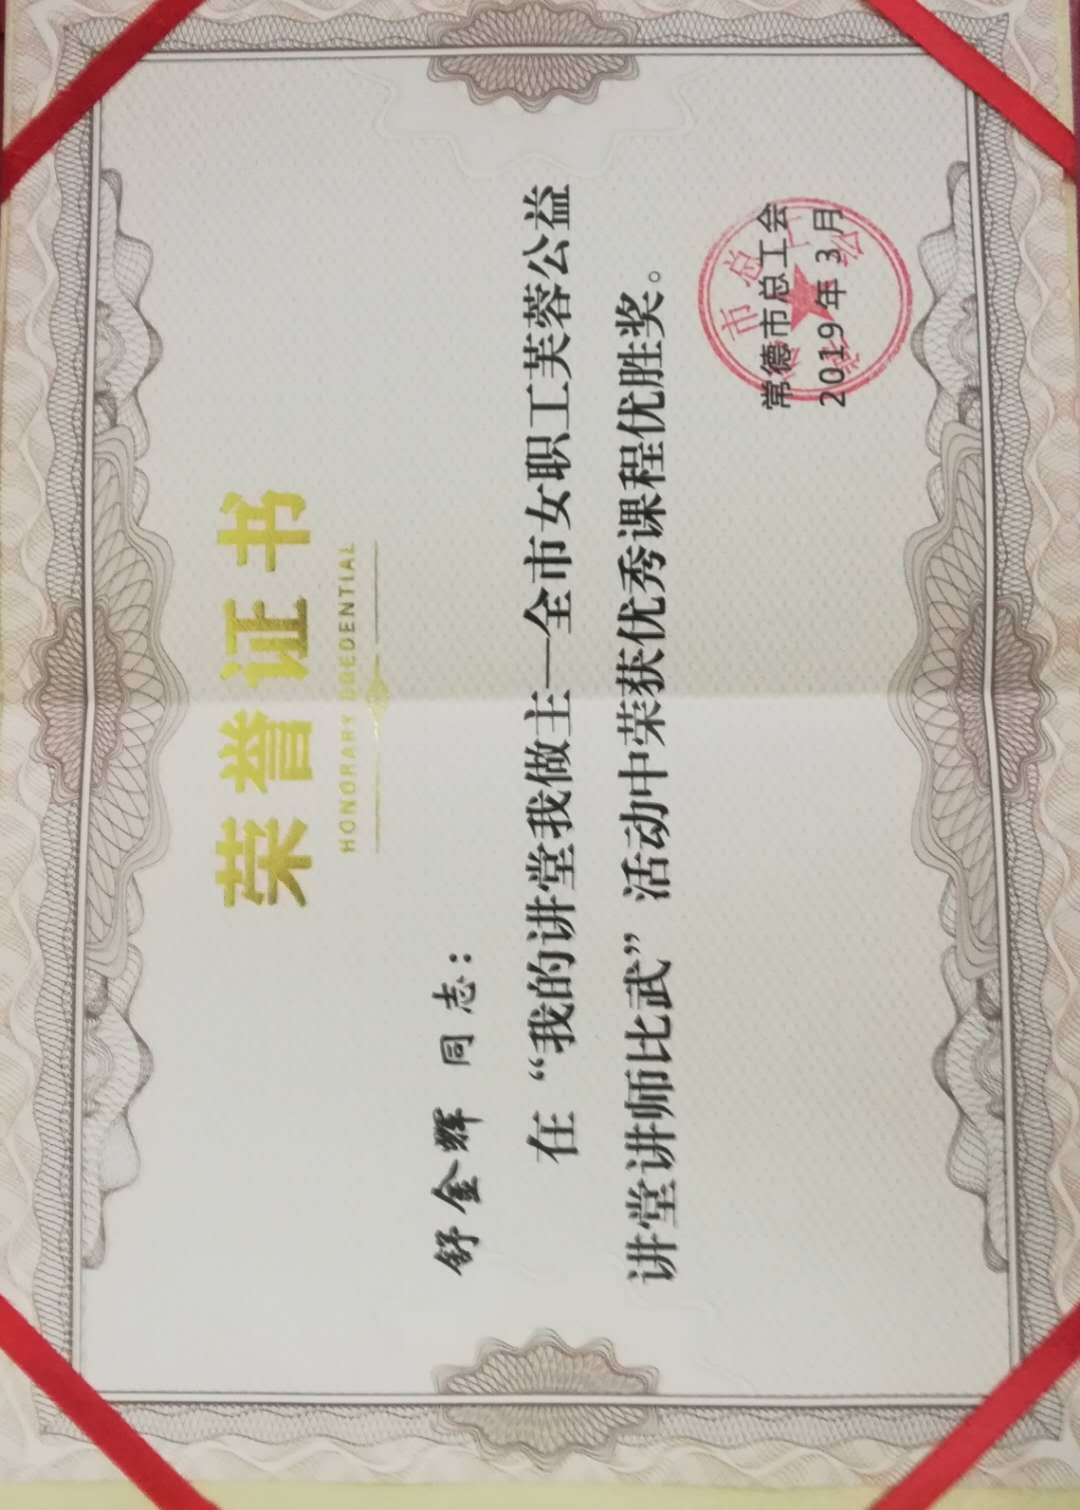 荣誉证书
HONORARY CREDENTIAL
舒金辉 同志：
在“我的讲堂我做主—全市女职工芙蓉公益
讲堂讲师比武”活动中荣获优秀课程优胜奖。
常德市总工会
2019年3月